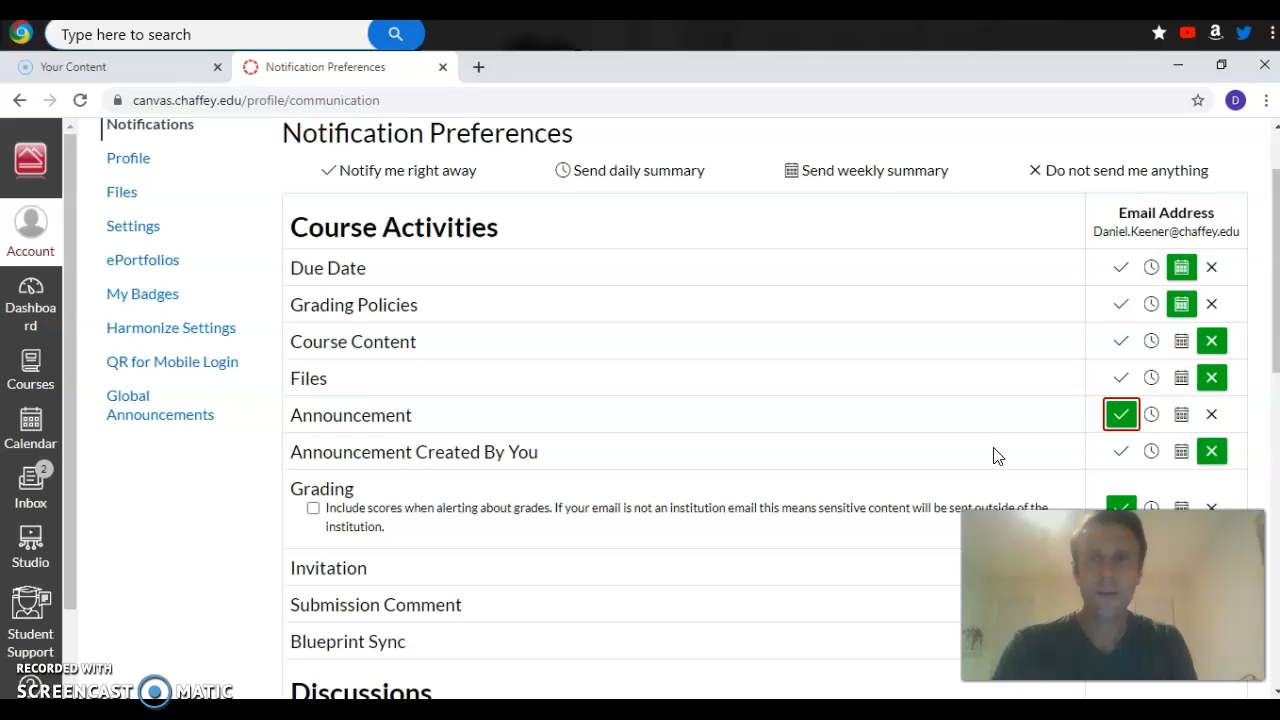 Type here to search
Your Content
Notification Preferences
canvas.chaffey.edu/profile/communication
D
Account
Dashboa
rd
Courses
Calendar
2
Inbox
Studio
Student
Support
Notifications
Profile
Files
Settings
ePortfolios
My Badges
Harmonize Settings
QR for Mobile Login
Global
Announcements
Notification Preferences
Notify me right away
Send daily summary
Send weekly summary
Do not send me anything
Course Activities
Email Address
Daniel.Keener@chaffey.edu
Due Date
Grading Policies
Course Content
Files
Announcement
Announcement Created By You
Grading
Include scores when alerting about grades. If your email is not an institution email this means sensitive content will be sent outside of the
institution.
Invitation
Submission Comment
Blueprint Sync
Discussions
RECORDED WITH
SCREENCAST MATIC